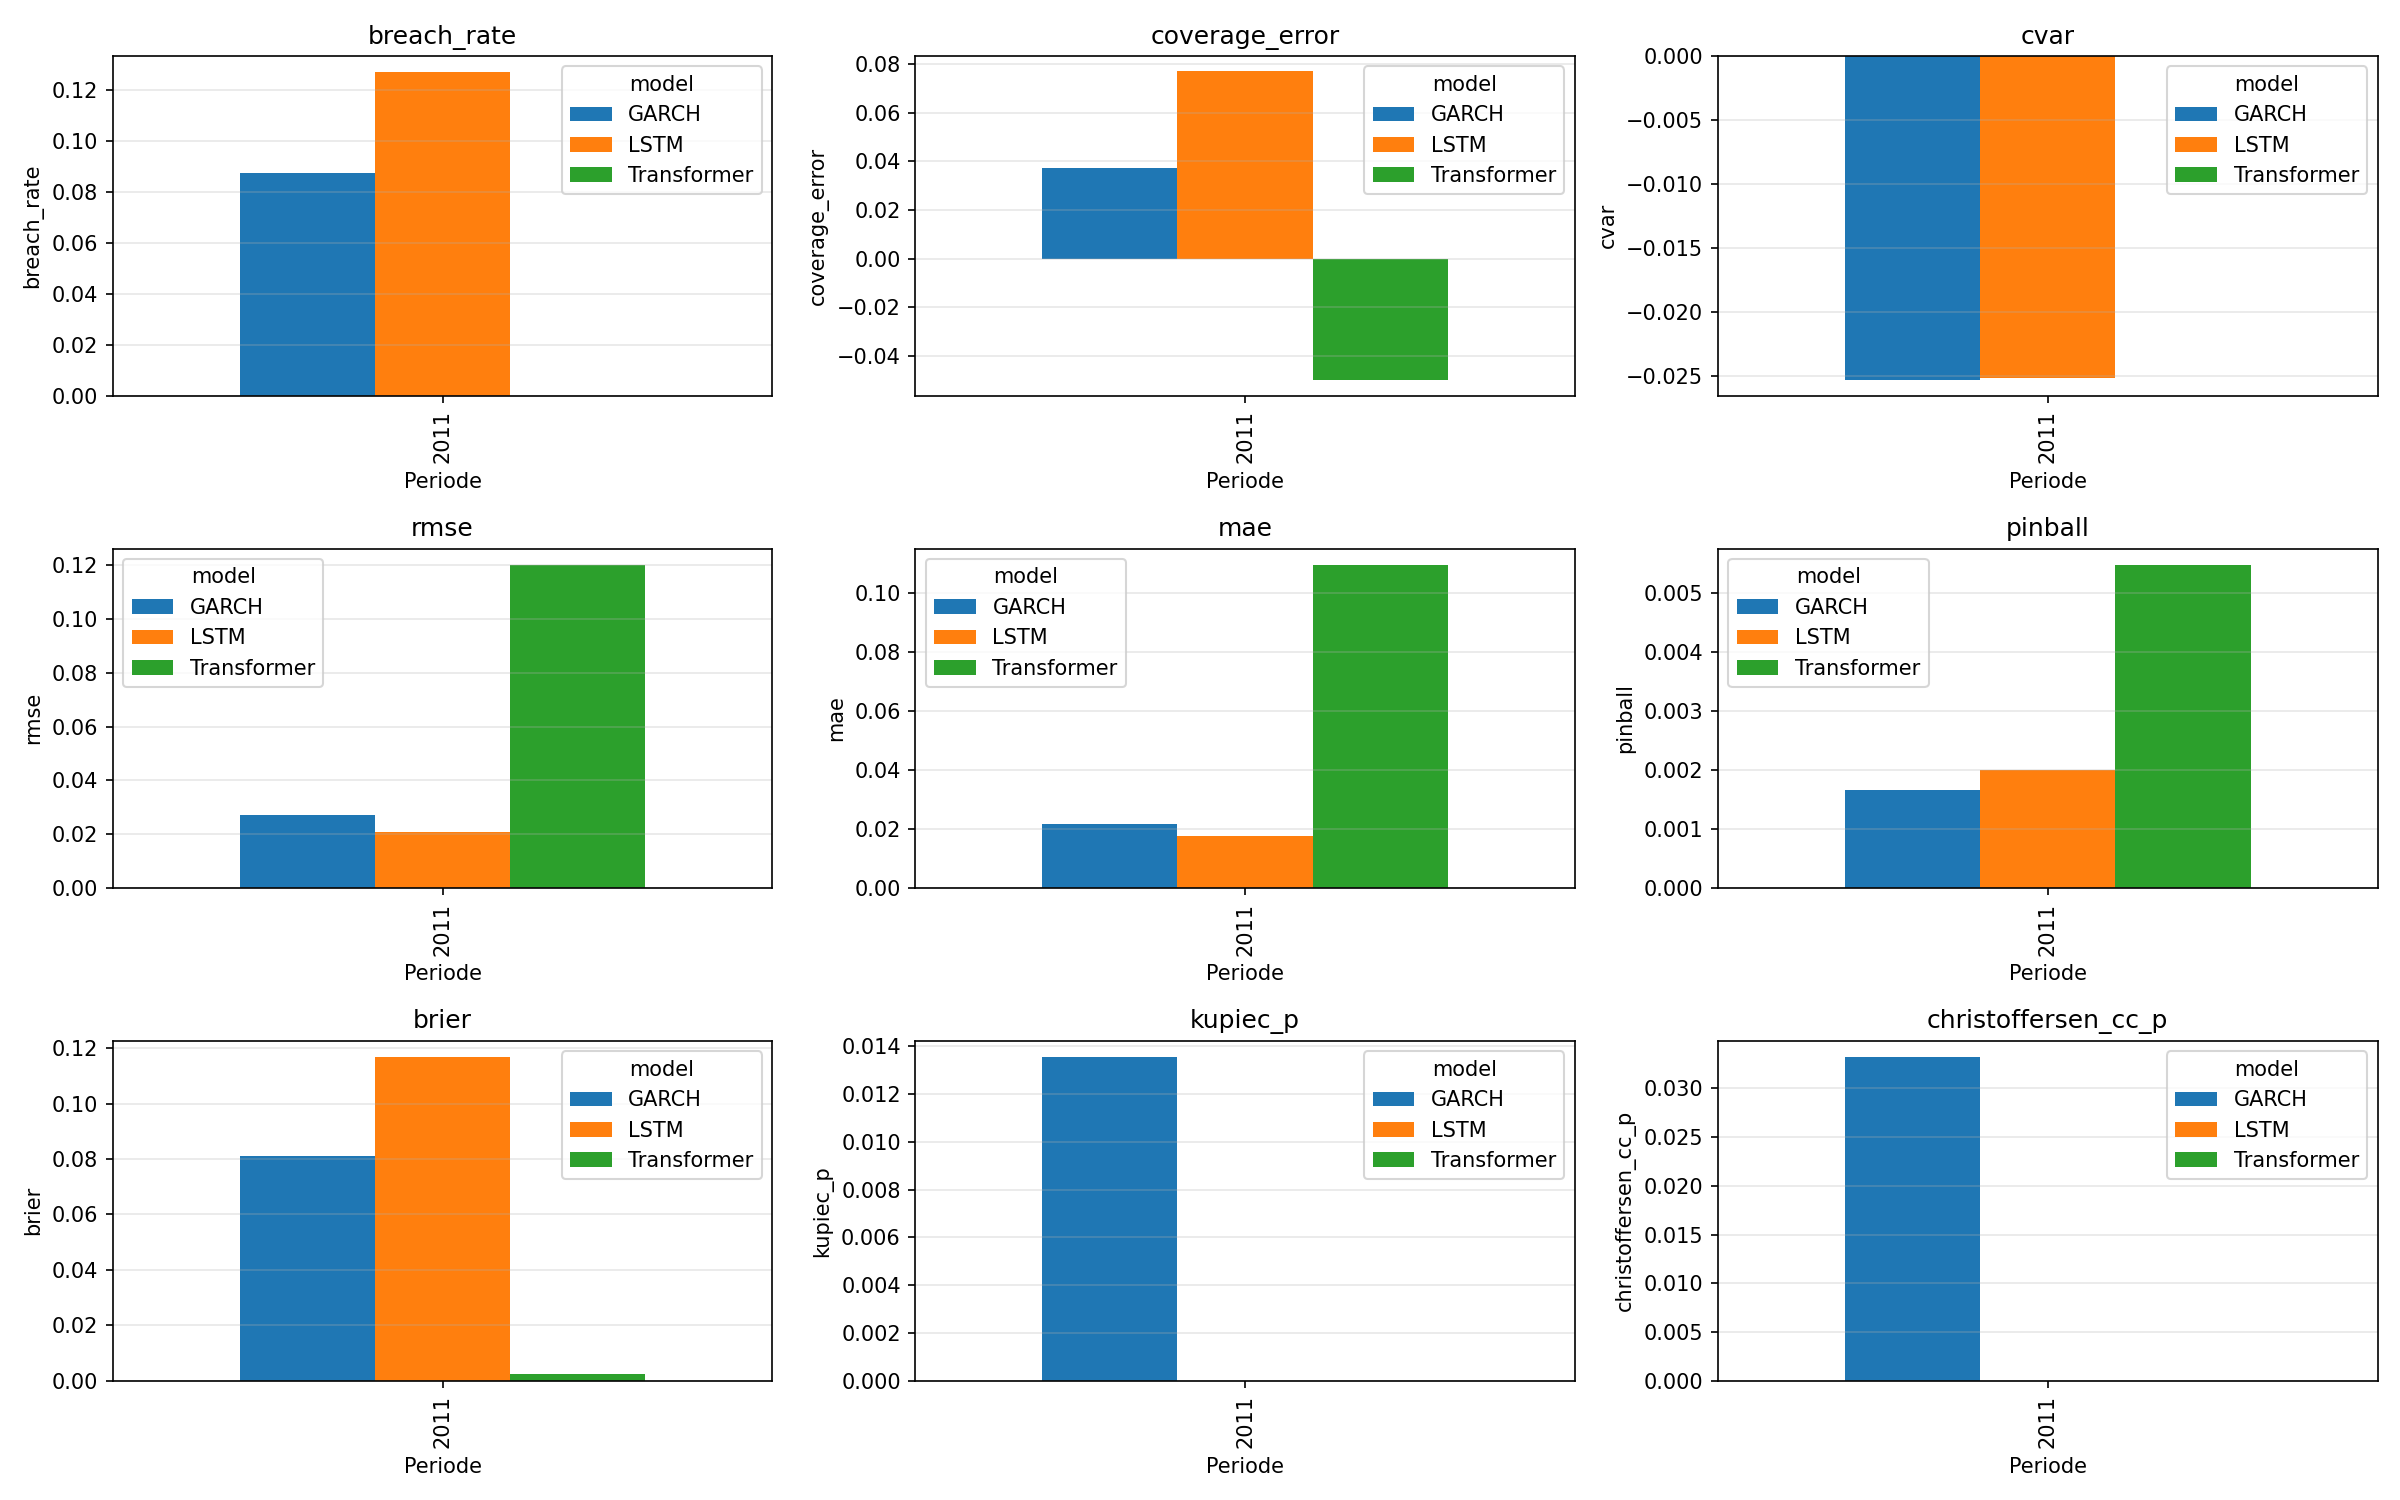 breach_rate
breach_rate
0.12
0.10
0.08
0.06
0.04
0.02
0.00
model
GARCH
LSTM
Transformer
2011
Periode
coverage_error
coverage_error
0.08
0.06
0.04
0.02
0.00
−0.02
−0.04
model
GARCH
LSTM
Transformer
2011
Periode
cvar
cvar
0.000
−0.005
−0.010
−0.015
−0.020
−0.025
model
GARCH
LSTM
Transformer
2011
Periode
rmse
rmse
0.12
0.10
0.08
0.06
0.04
0.02
0.00
model
GARCH
LSTM
Transformer
2011
Periode
mae
mae
0.10
0.08
0.06
0.04
0.02
0.00
model
GARCH
LSTM
Transformer
2011
Periode
pinball
pinball
0.005
0.004
0.003
0.002
0.001
0.000
model
GARCH
LSTM
Transformer
2011
Periode
brier
brier
0.12
0.10
0.08
0.06
0.04
0.02
0.00
model
GARCH
LSTM
Transformer
2011
Periode
kupiec_p
kupiec_p
0.014
0.012
0.010
0.008
0.006
0.004
0.002
0.000
model
GARCH
LSTM
Transformer
2011
Periode
christoffersen_cc_p
christoffersen_cc_p
0.030
0.025
0.020
0.015
0.010
0.005
0.000
model
GARCH
LSTM
Transformer
2011
Periode